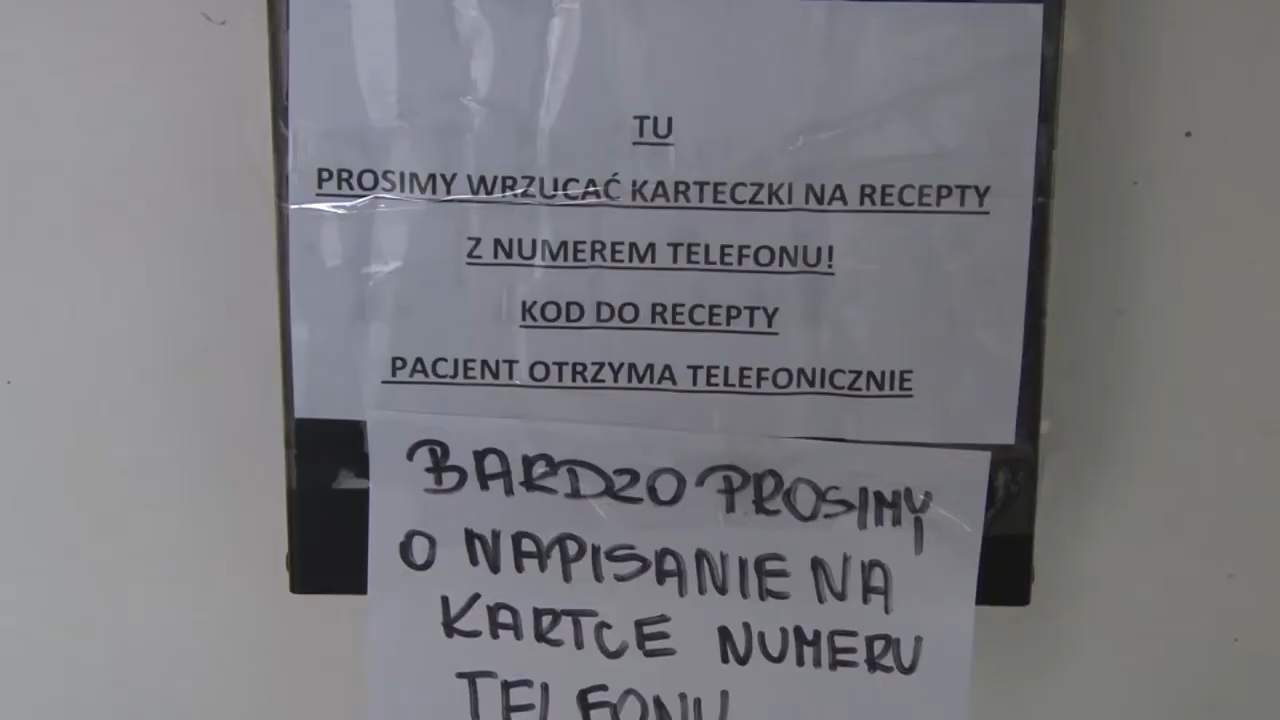 TU
PROSIMY WRZUCAĆ KARTECZKI NA RECEPTY
Z NUMEREM TELEFONU!
KOD DO RECEPTY
PACJENT OTRZYMA TELEFONICZNIE
BARDZO PROSIMY
O NAPISANIE NA
KARTCE NUMERU
TELEFONU